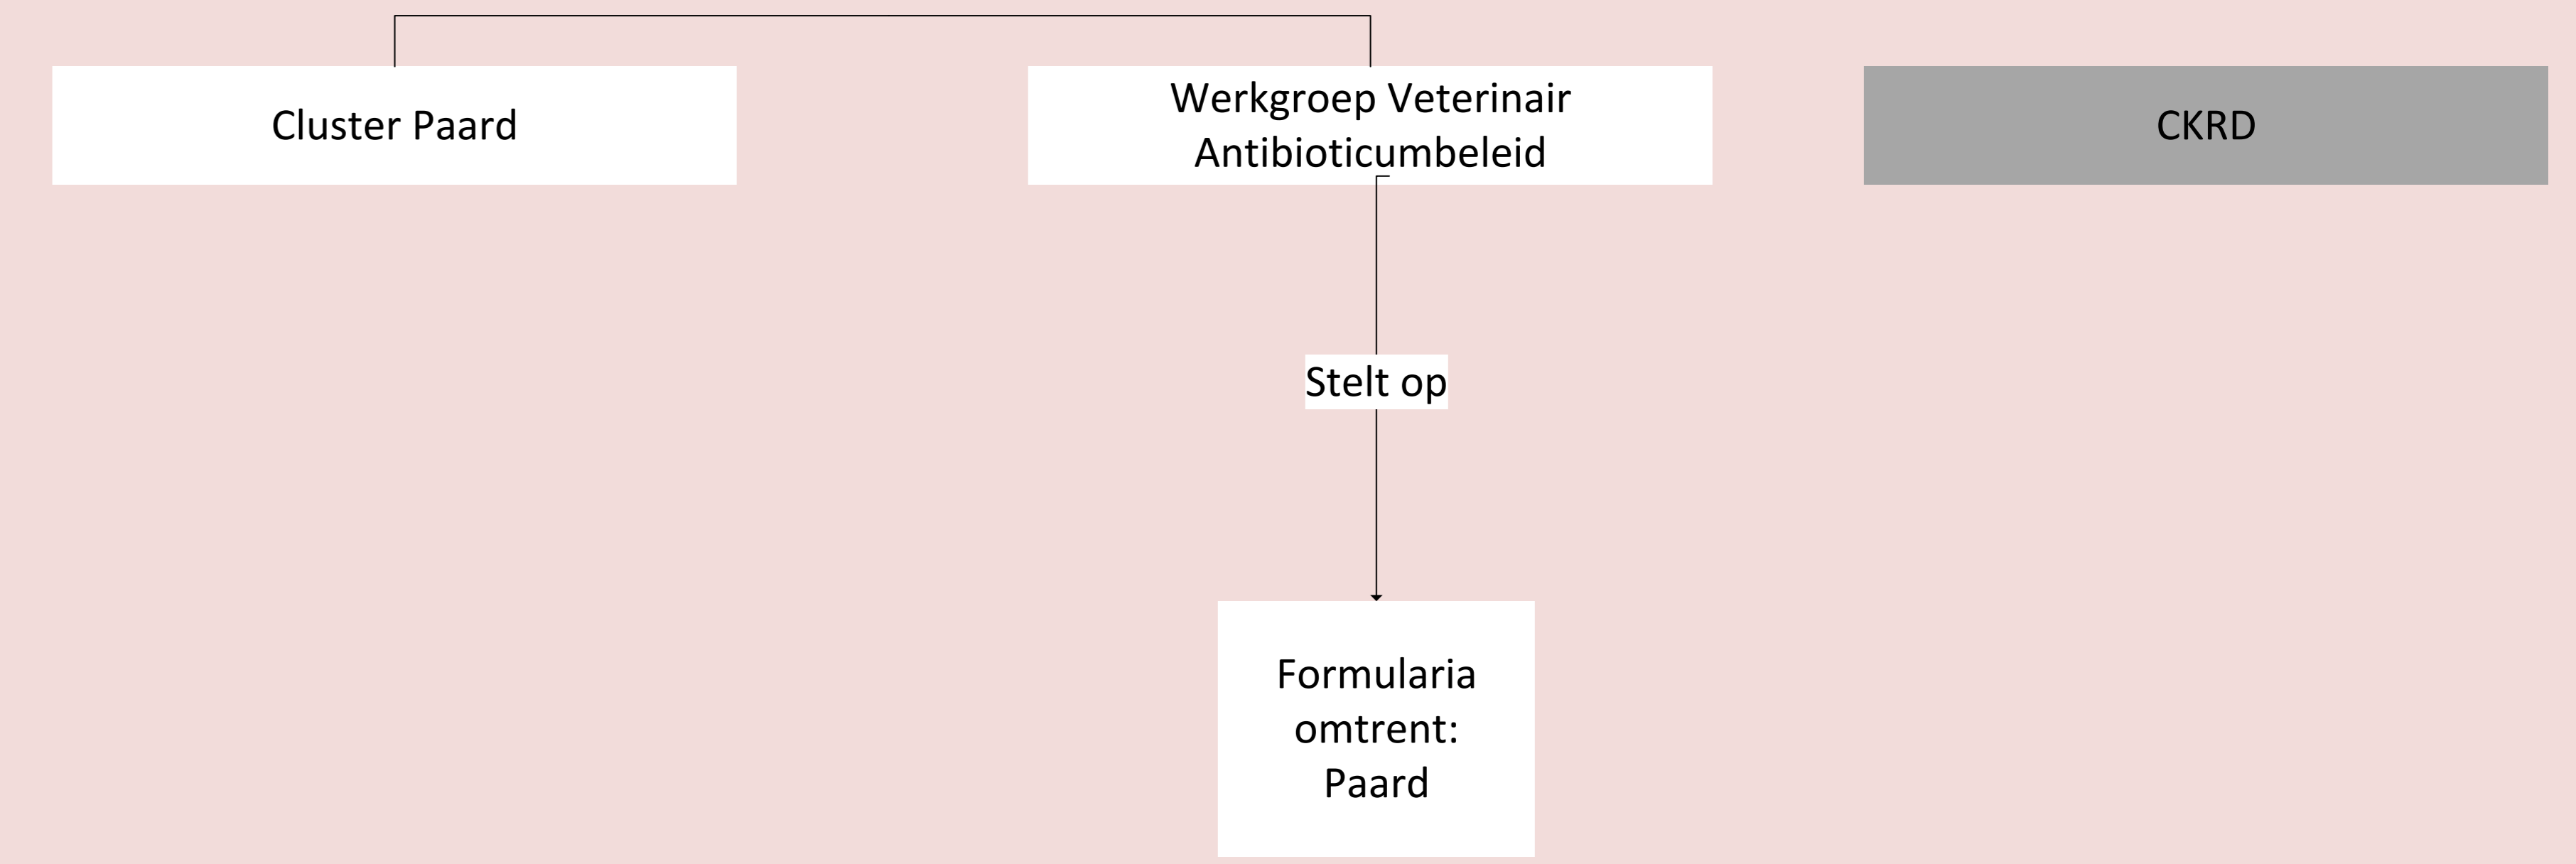 Cluster Paard
Werkgroep Veterinair
Antibioticumbeleid
CKRD
Stelt op
Formularia
omtrent:
Paard